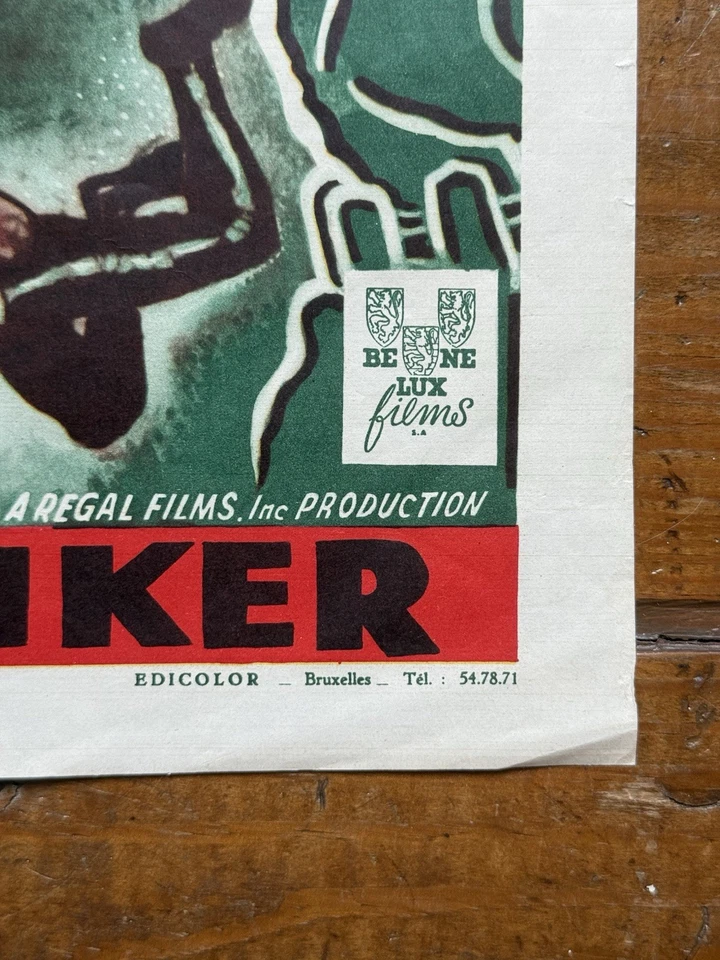 BE NE
LUX
films
S.A
A REGAL FILMS. Inc PRODUCTION
IKER
EDICOLOR — Bruxelles — Tél. : 54.78.71